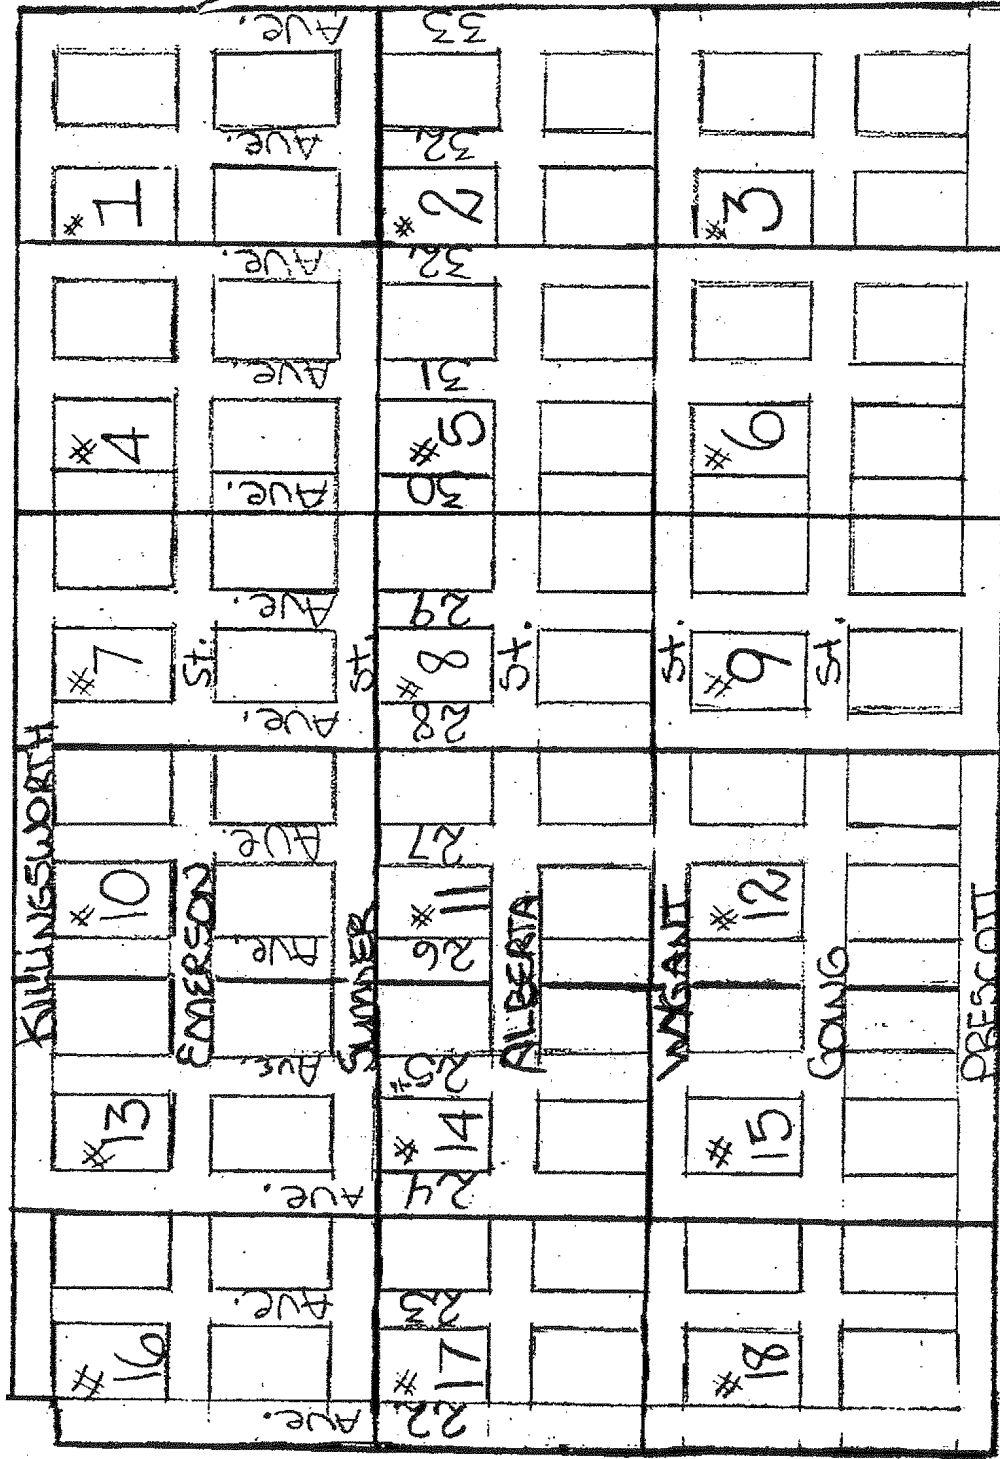 33 Ave.
32 Ave.
#1
#2
#3
32 Ave.
31 Ave.
#4
#5
#6
30 Ave.
29 Ave.
#7
St.
St.
#8
St.
St.
#9
St.
28 Ave.
KILLINGSWORTH
EMERSON
SUMNER
ALBERTA
WYGANT
GOING
PRESCOTT
27 Ave.
#10
#11
#12
26 Ave.
25 Ave.
#13
#14
#15
24 Ave.
23 Ave.
#16
#17
#18
22 Ave.